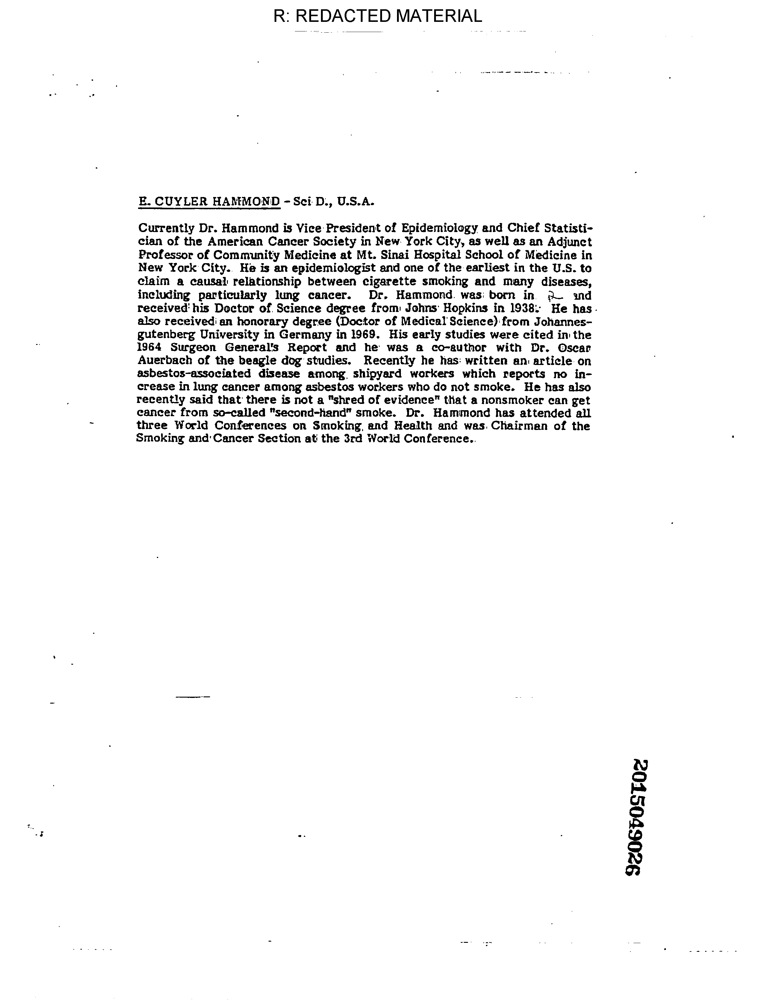 R: REDACTED MATERIAL
E. CUYLER HAMMOND - Sci D., U.S.A.
Currently Dr. Hammond is Vice President of Epidemiology and Chief Statisti-
cian of the American Cancer Society in New York City, as well as an Adjunct
Professor of Community Medicine at Mt. Sinai Hospital School of Medicine in
New York City. He is an epidemiologist and one of the earliest in the U.S. to
claim a causal relationship between cigarette smoking and many diseases,
including particularly lung cancer. Dr. Hammond was born in R and
received his Doctor of Science degree from Johns Hopkins in 1938. He has
also received an honorary degree (Doctor of Medical Science) from Johannes-
gutenberg University in Germany in 1969. His early studies were cited in the
1964 Surgeon General's Report and he was a co-author with Dr. Oscar
Auerbach of the beagle dog studies. Recently he has written an article on
asbestos-associated disease among shipyard workers which reports no in-
crease in lung cancer among asbestos workers who do not smoke. He has also
recently said that there is not a "shred of evidence" that a nonsmoker can get
cancer from so-called "second-hand" smoke. Dr. Hammond has attended all
three World Conferences on Smoking and Health and was Chairman of the
Smoking and Cancer Section at the 3rd World Conference.
2015049026